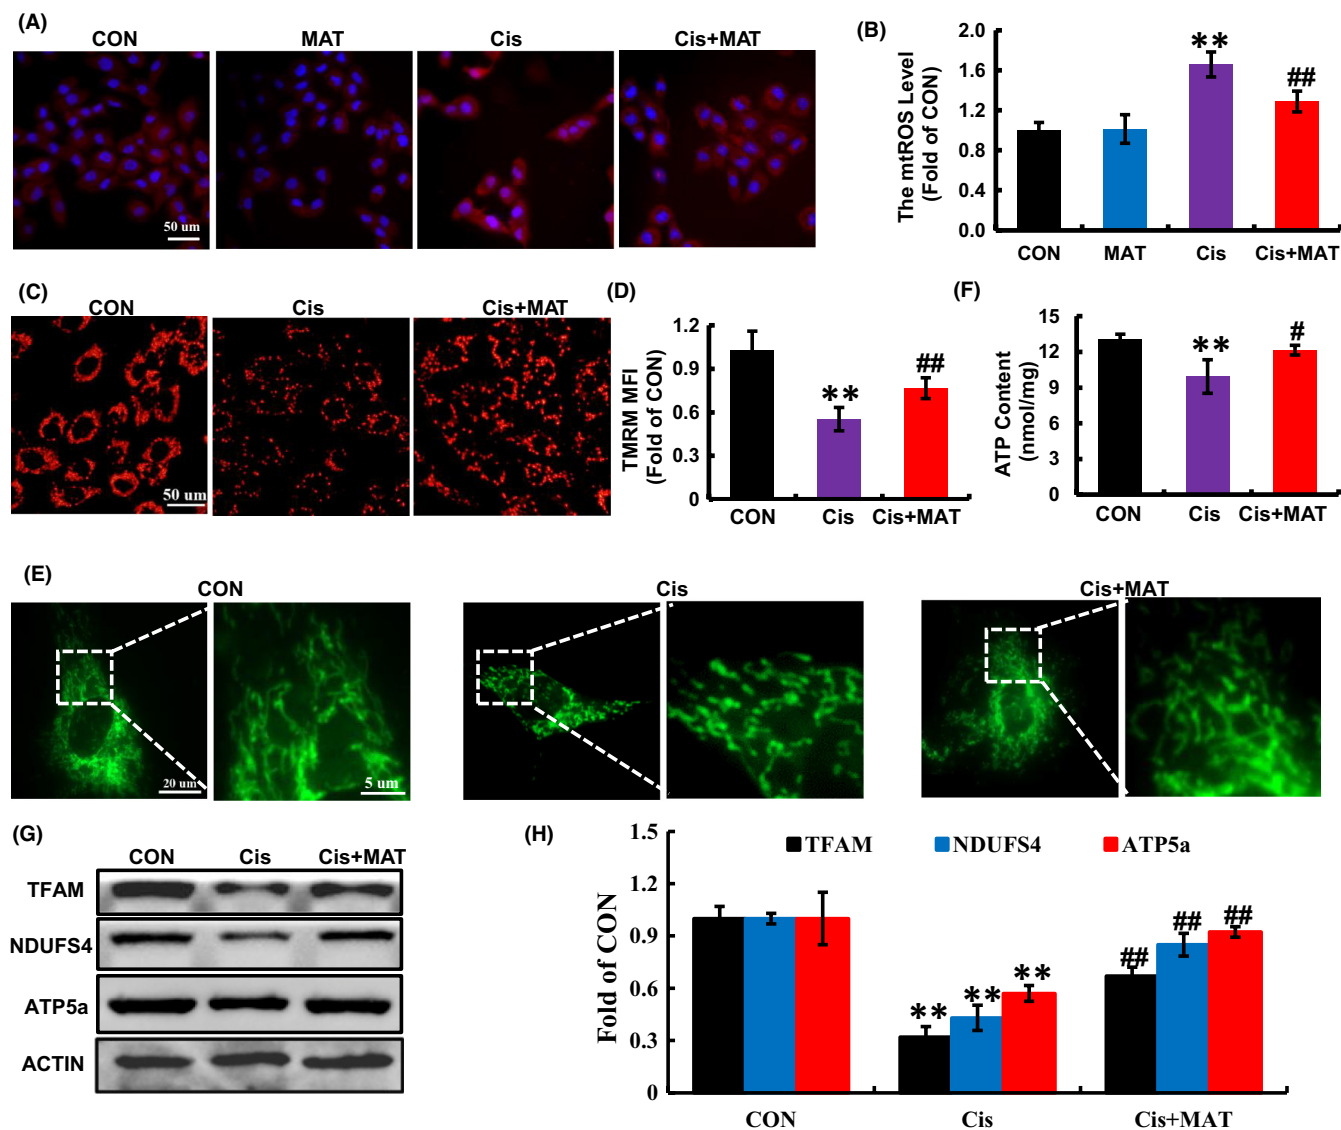 (A)
CON MAT Cis Cis+MAT
50 um
(B)
The mtROS Level
(Fold of CON)
2.0
1.6
1.2
0.8
0.4
0.0
**
##
CON MAT Cis Cis+MAT
(C)
CON Cis Cis+MAT
50 um
(D)
TMRM MFI
(Fold of CON)
1.2
0.9
0.6
0.3
0
**
##
CON Cis Cis+MAT
(F)
ATP Content
(nmol/mg)
15
12
9
6
3
0
**
#
CON Cis Cis+MAT
(E)
CON Cis Cis+MAT
20 um
5 um
(G)
CON Cis Cis+MAT
TFAM
NDUFS4
ATP5a
ACTIN
(H)
Fold of CON
1.5
1.2
0.9
0.6
0.3
0
TFAM NDUFS4 ATP5a
** ** **
## ## ##
CON Cis Cis+MAT